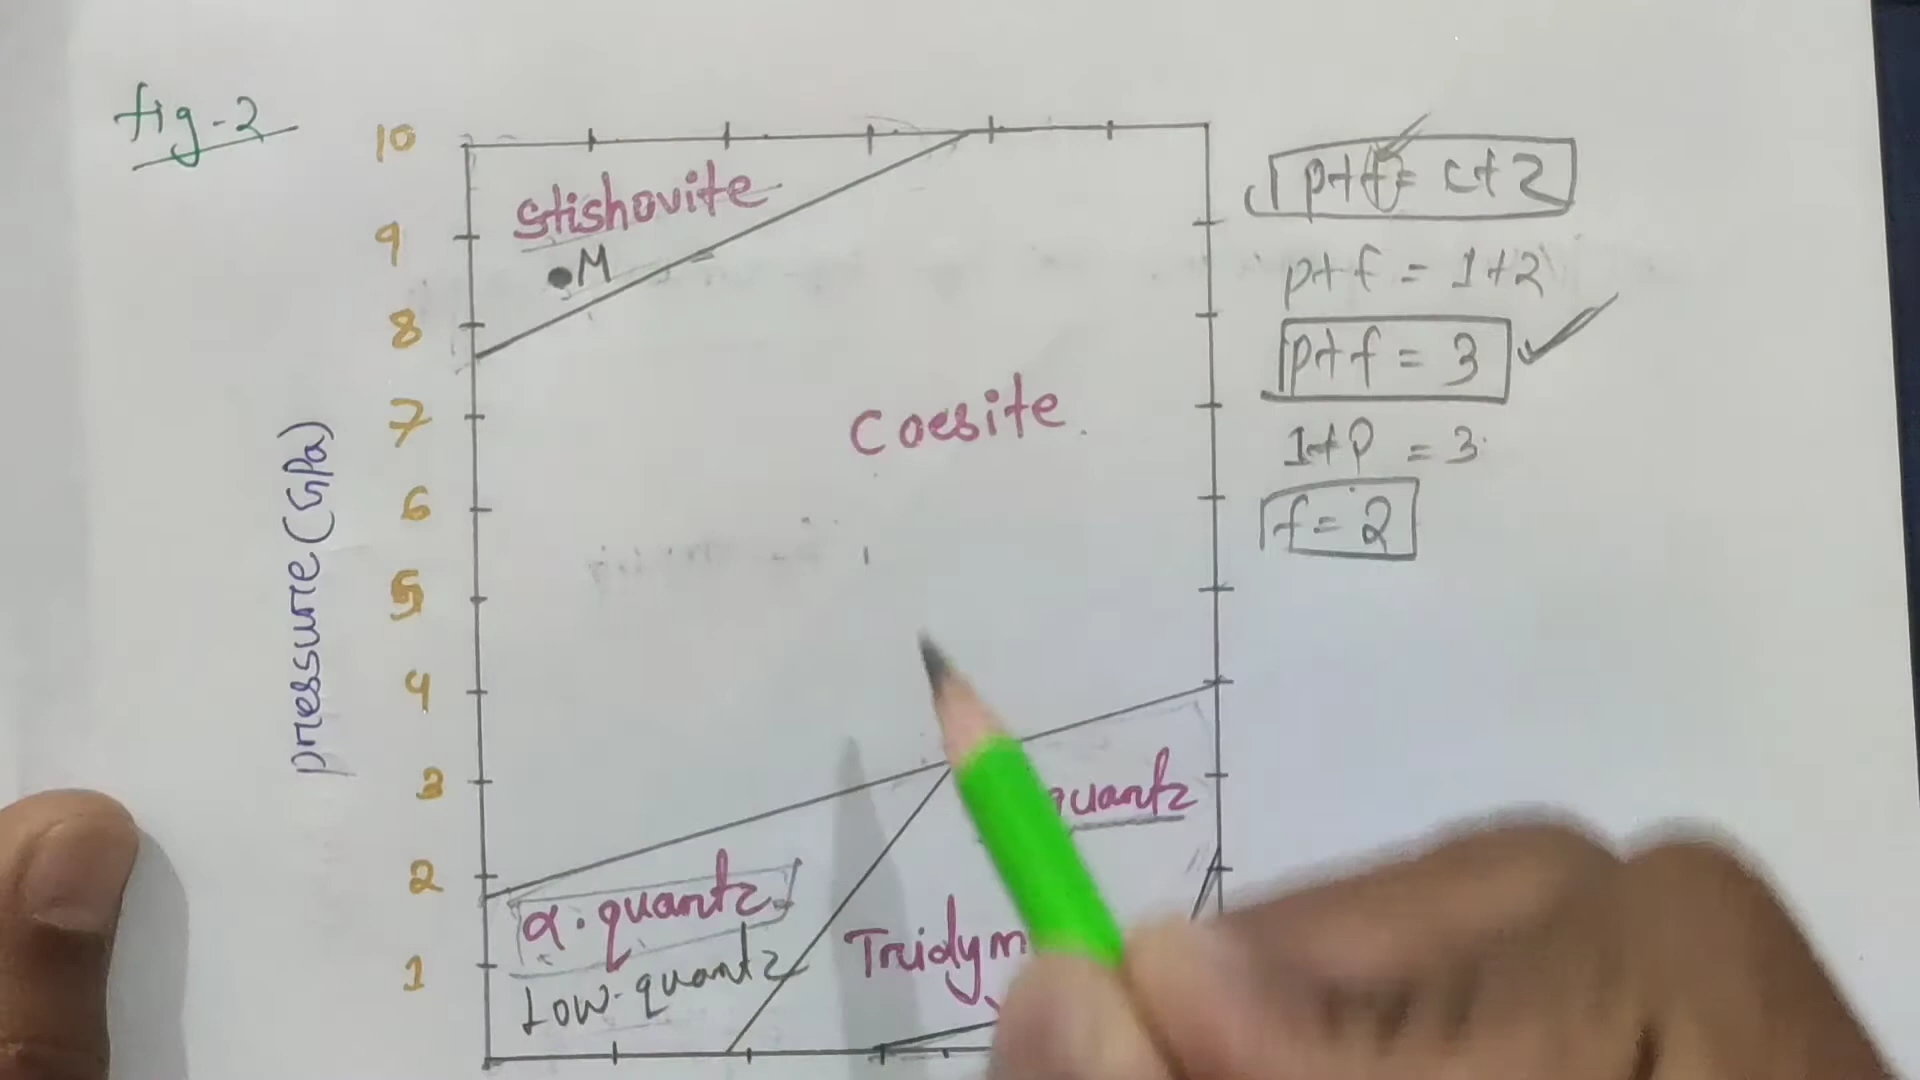 fig-2
10
9
8
7
6
5
4
3
2
1
pressure (GPa)
Stishovite
M
Coesite
quartz
α.quartz
Low-quartz
Tridym
p+f= c+2
p+f = 1+2
p+f = 3
1+P = 3
f = 2